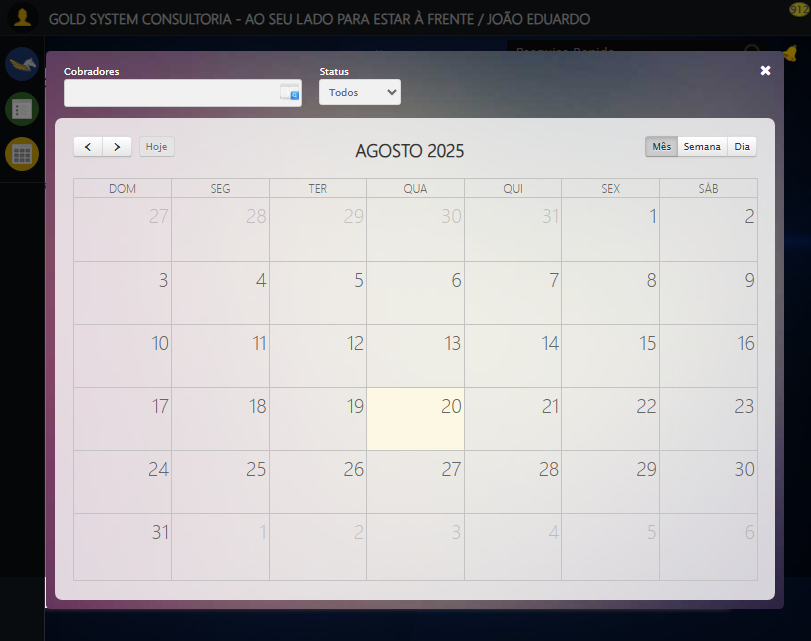 GOLD SYSTEM CONSULTORIA - AO SEU LADO PARA ESTAR À FRENTE / JOÃO EDUARDO
912
Pesquisa Rapida
Cobradores
Status
Todos
Hoje
AGOSTO 2025
Mês Semana Dia
DOM SEG TER QUA QUI SEX SÁB
27 28 29 30 31 1 2
3 4 5 6 7 8 9
10 11 12 13 14 15 16
17 18 19 20 21 22 23
24 25 26 27 28 29 30
31 1 2 3 4 5 6